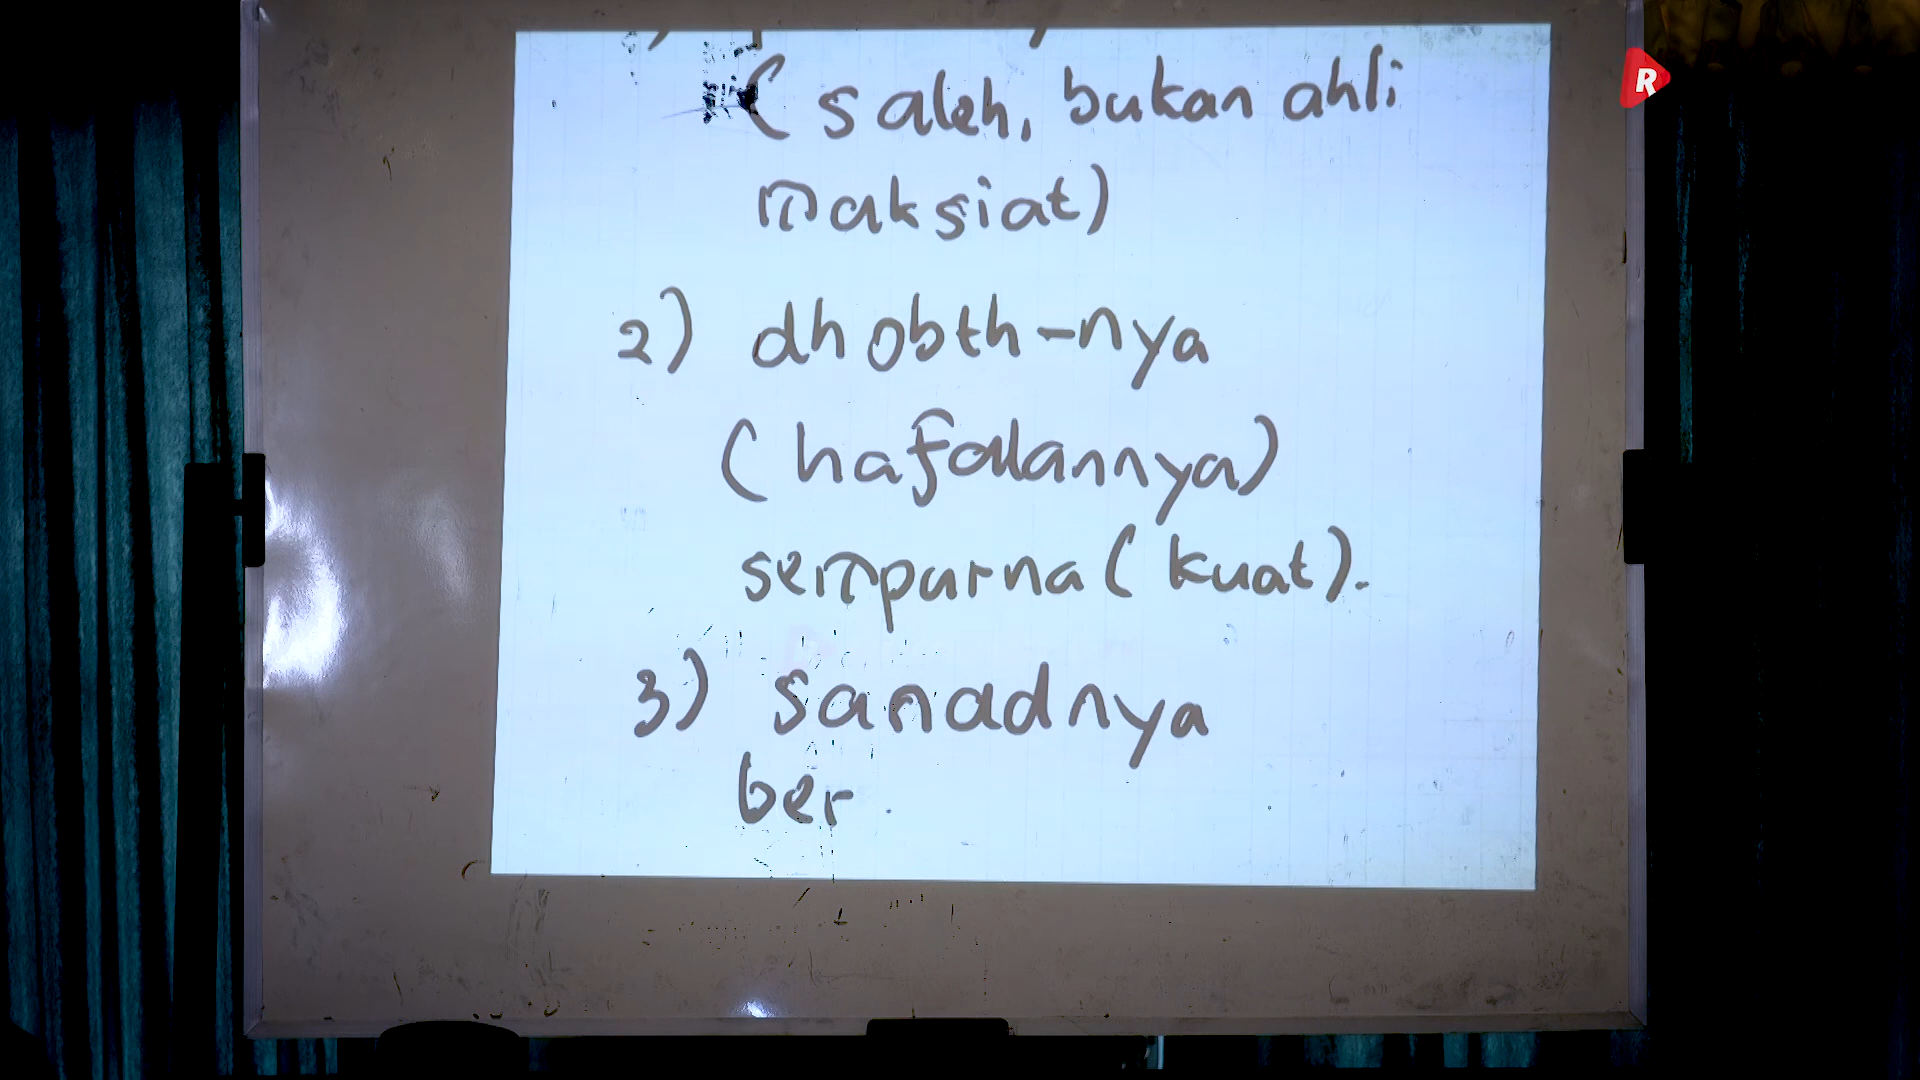 (saleh, bukan ahli
maksiat)
2) dhobth-nya
(hafalannya)
sempurna (kuat).
3) sanadnya
ber
R